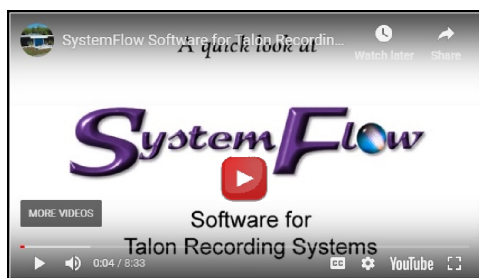 SystemFlow Software for Talon Recordin...
A quick look at
Watch later
Share
SystemFlow
MORE VIDEOS
Software for
Talon Recording Systems
0:04 / 8:33
CC
YouTube